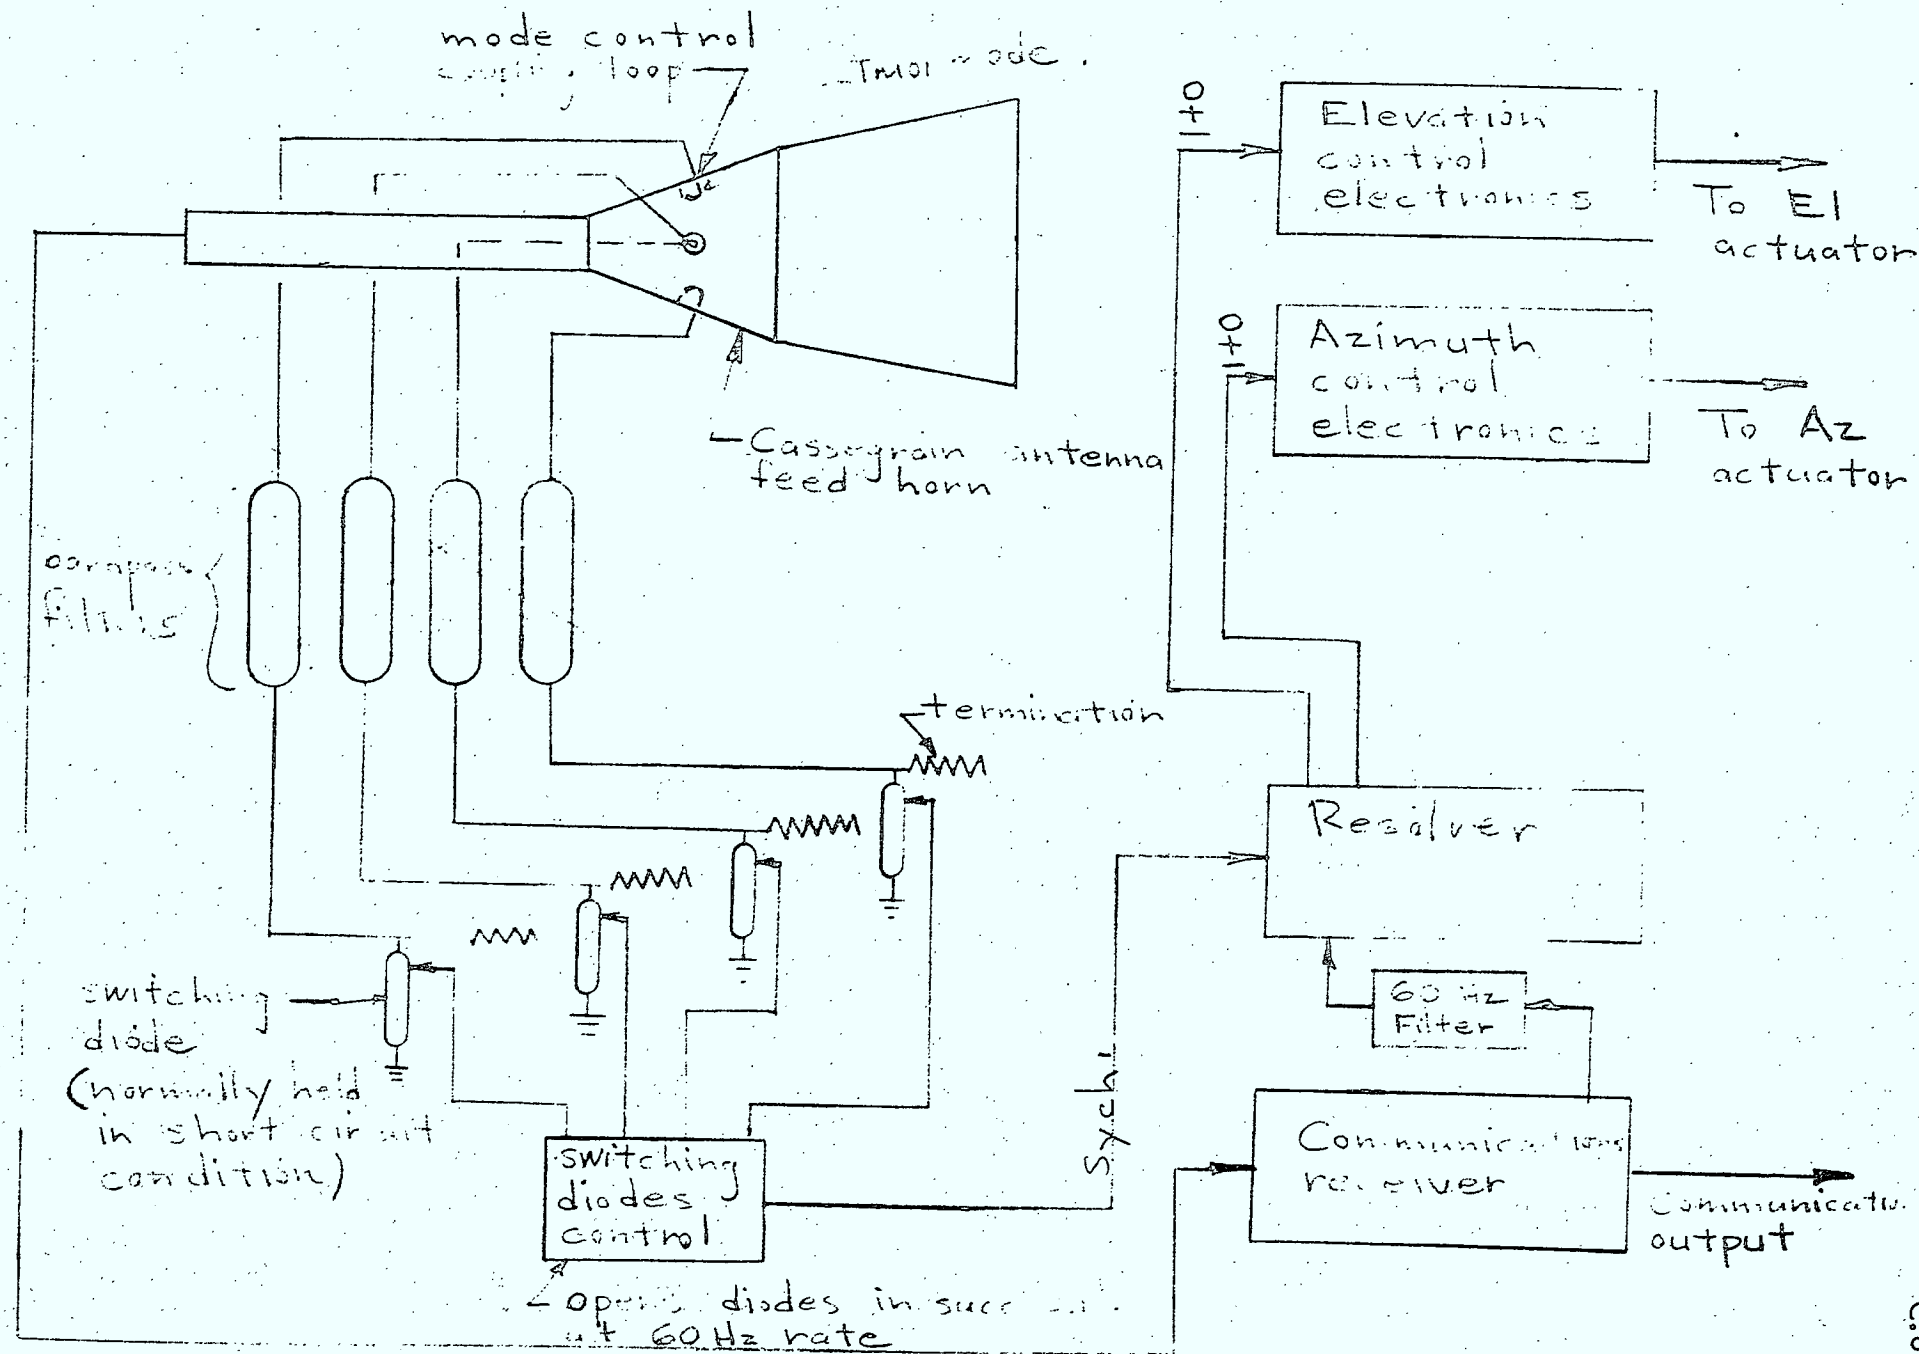 mode control
loop
Elevation
control
electronics
To El
actuator
Azimuth
control
electronics
To Az
actuator
Cassegrain antenna
feed horn
filters
termination
Resolver
switching
diode
(normally held
in short circuit
condition)
60 Hz
Filter
Sych
switching
diodes
control
Communications
receiver
output
opens diodes in
at 60 Hz rate